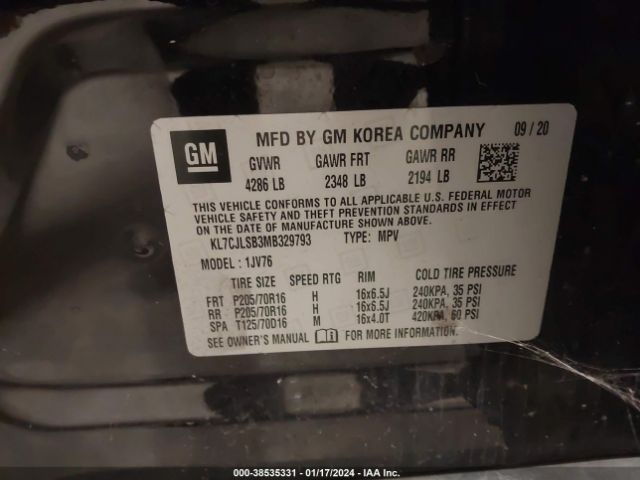 GM
MFD BY GM KOREA COMPANY 09 / 20
GVWR GAWR FRT GAWR RR
4286 LB 2348 LB 2194 LB
THIS VEHICLE CONFORMS TO ALL APPLICABLE U.S. FEDERAL MOTOR
VEHICLE SAFETY AND THEFT PREVENTION STANDARDS IN EFFECT
ON THE DATE OF MANUFACTURE SHOWN ABOVE.
KL7CJLSB3MB329793 TYPE: MPV
MODEL : 1JV76
TIRE SIZE SPEED RTG RIM COLD TIRE PRESSURE
FRT P205/70R16 H 16x6.5J 240KPA, 35 PSI
RR P205/70R16 H 16x6.5J 240KPA, 35 PSI
SPA T125/70D16 M 16x4.0T 420KPA, 60 PSI
SEE OWNER'S MANUAL FOR MORE INFORMATION.
000-38535331 - 01/17/2024 - IAA Inc.